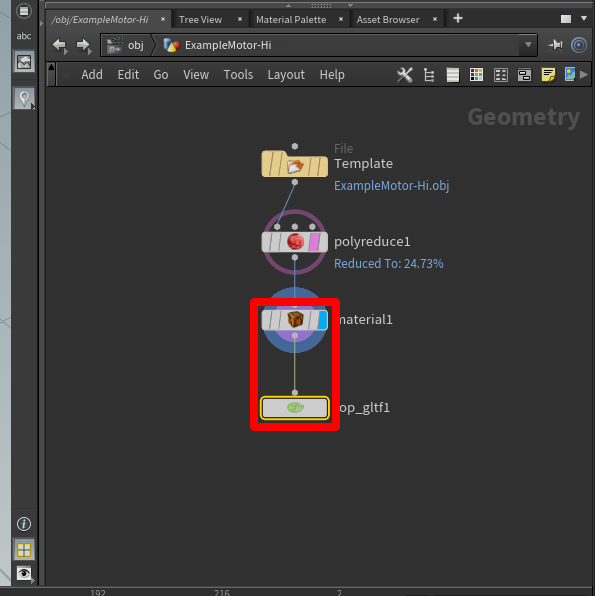 abc
/obj/ExampleMotor-Hi × Tree View × Material Palette × Asset Browser × +
obj ExampleMotor-Hi
Add Edit Go View Tools Layout Help
Geometry
File
Template
ExampleMotor-Hi.obj
polyreduce1
Reduced To: 24.73%
material1
op_gltf1
192 216 2